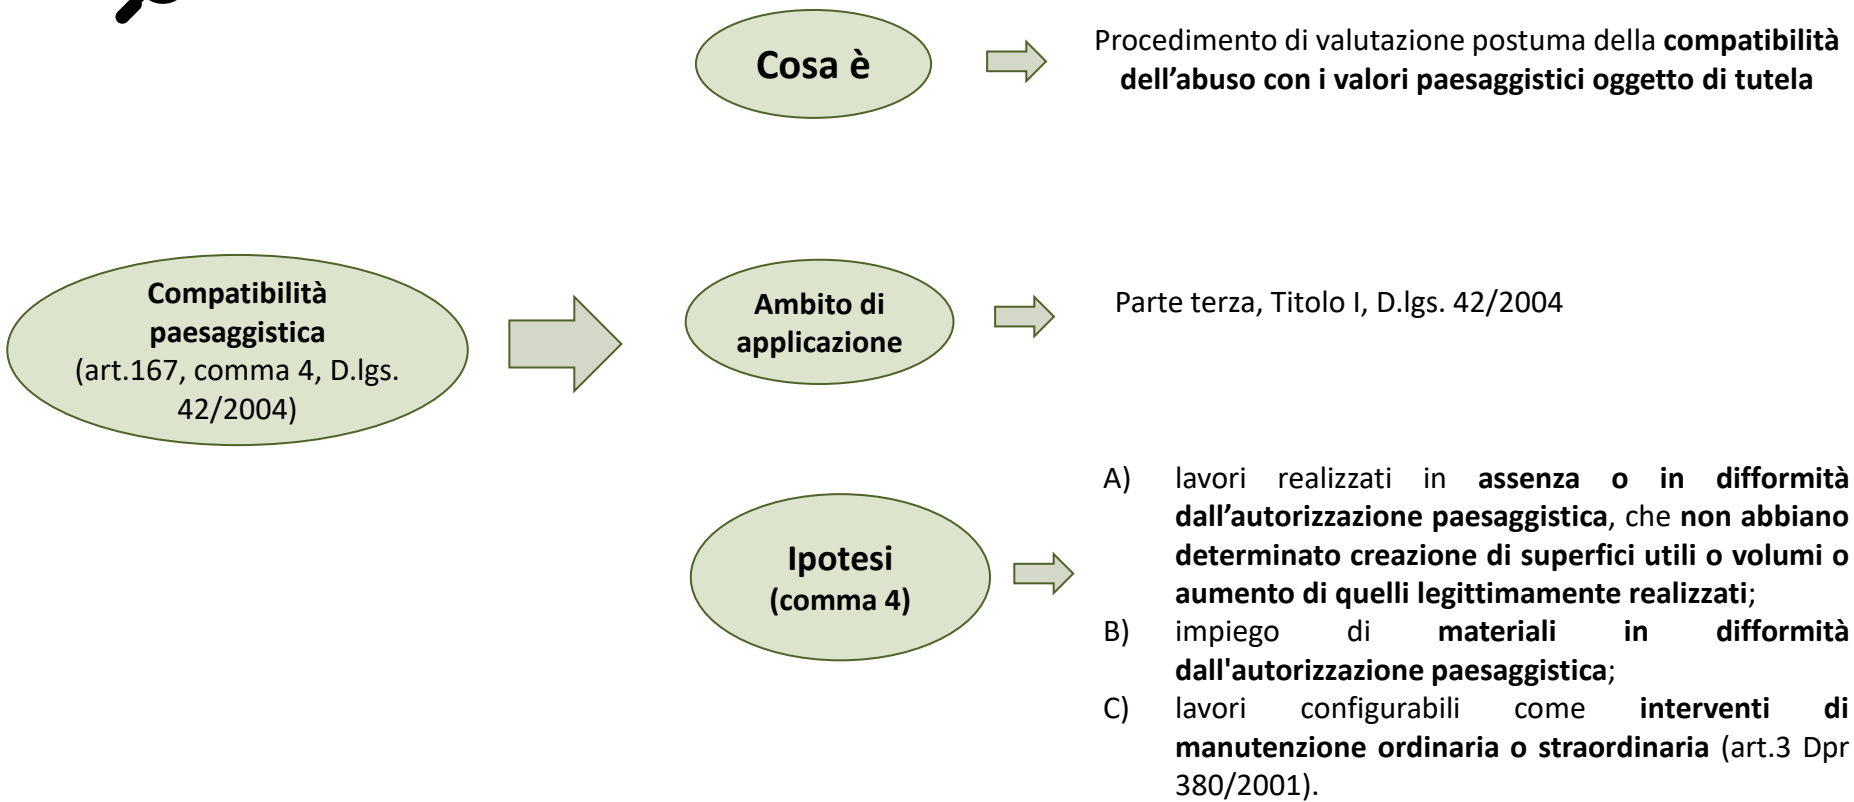 Cosa è
Procedimento di valutazione postuma della compatibilità
dell’abuso con i valori paesaggistici oggetto di tutela
Compatibilità
paesaggistica
(art.167, comma 4, D.lgs.
42/2004)
Ambito di
applicazione
Parte terza, Titolo I, D.lgs. 42/2004
Ipotesi
(comma 4)
A) lavori realizzati in assenza o in difformità
dall’autorizzazione paesaggistica, che non abbiano
determinato creazione di superfici utili o volumi o
aumento di quelli legittimamente realizzati;
B) impiego di materiali in difformità
dall'autorizzazione paesaggistica;
C) lavori configurabili come interventi di
manutenzione ordinaria o straordinaria (art.3 Dpr
380/2001).